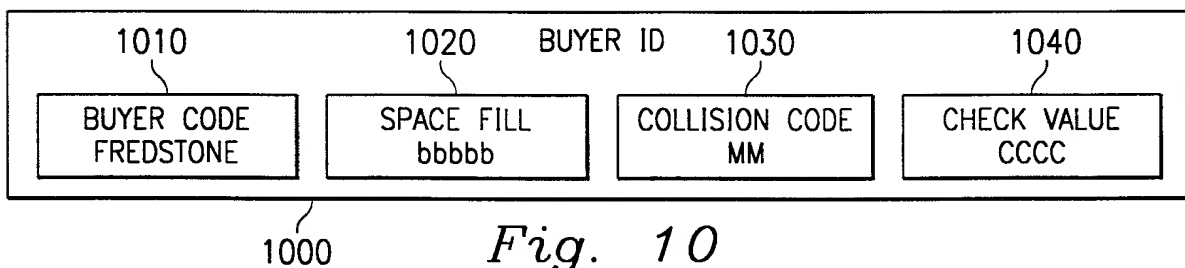 1010 1020 BUYER ID 1030 1040
BUYER CODE SPACE FILL COLLISION CODE CHECK VALUE
FREDSTONE bbbbb MM CCCC
1000 Fig. 10